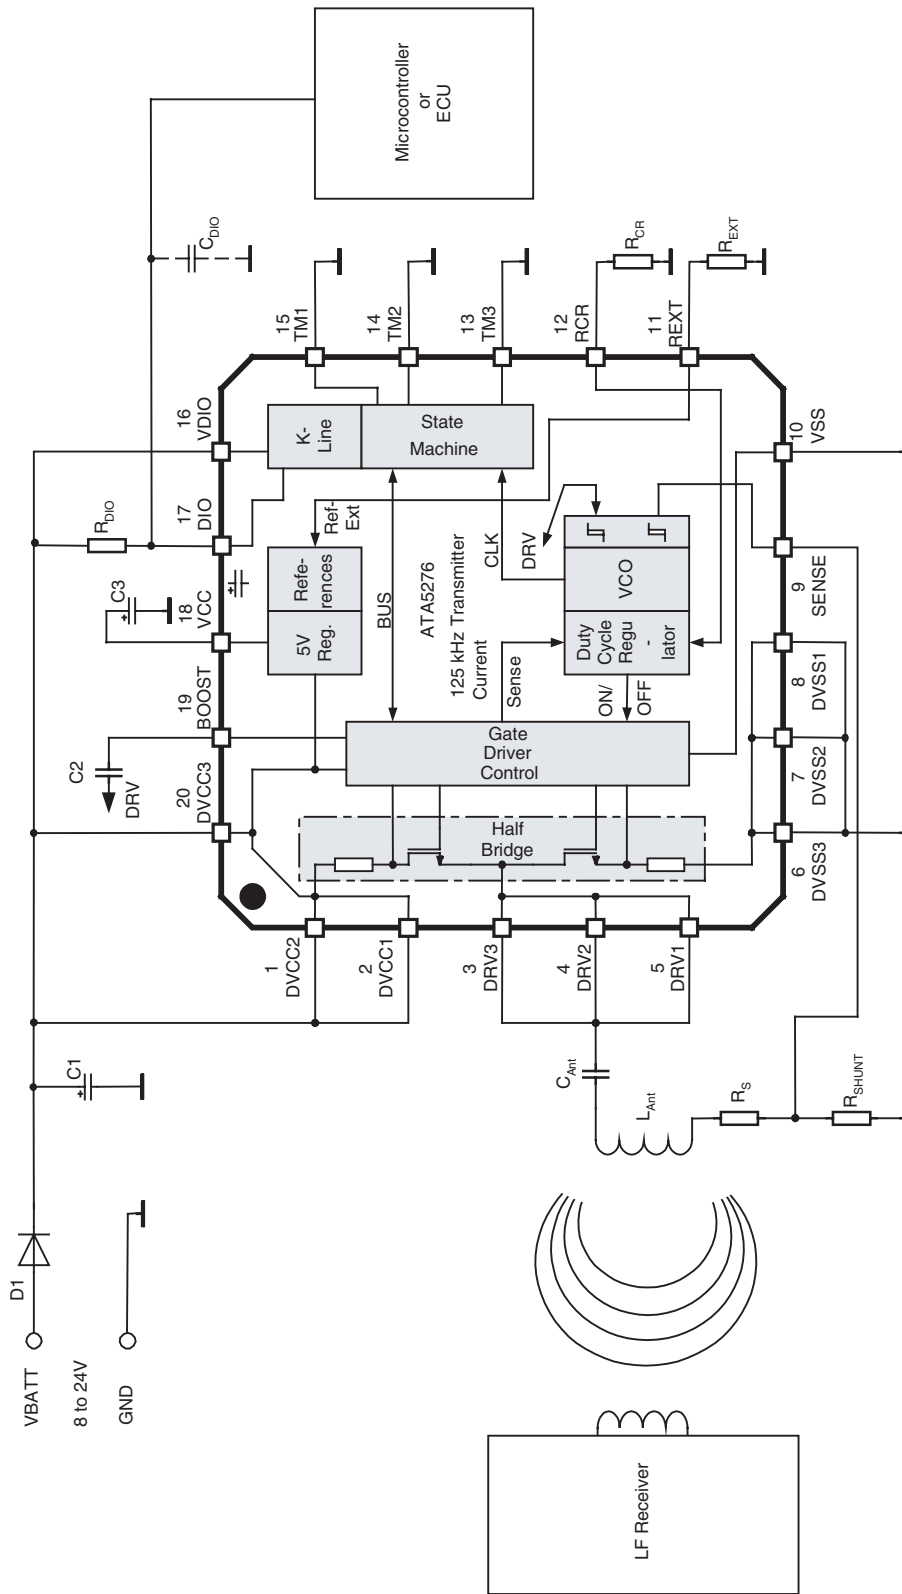 VBATT
8 to 24V
GND
D1
C1
+
C2
DRV
C3
+
+
R_DIO
C_DIO
Microcontroller
or
ECU
20
DVCC3
19
BOOST
18
VCC
17
DIO
16
VDIO
1
DVCC2
2
DVCC1
3
DRV3
4
DRV2
5
DRV1
15
TM1
14
TM2
13
TM3
12
RCR
11
REXT
R_CR
R_EXT
5V
Reg.
Refe-
rences
Ref-
Ext
K-
Line
State
Machine
BUS
ATA5276
125 kHz Transmitter
Current
Sense
CLK
DRV
ON/
OFF
Gate
Driver
Control
Duty
Cycle
Regu
-
lator
VCO
Half
Bridge
6
DVSS3
7
DVSS2
8
DVSS1
9
SENSE
10
VSS
C_Ant
L_Ant
R_S
R_SHUNT
LF Receiver